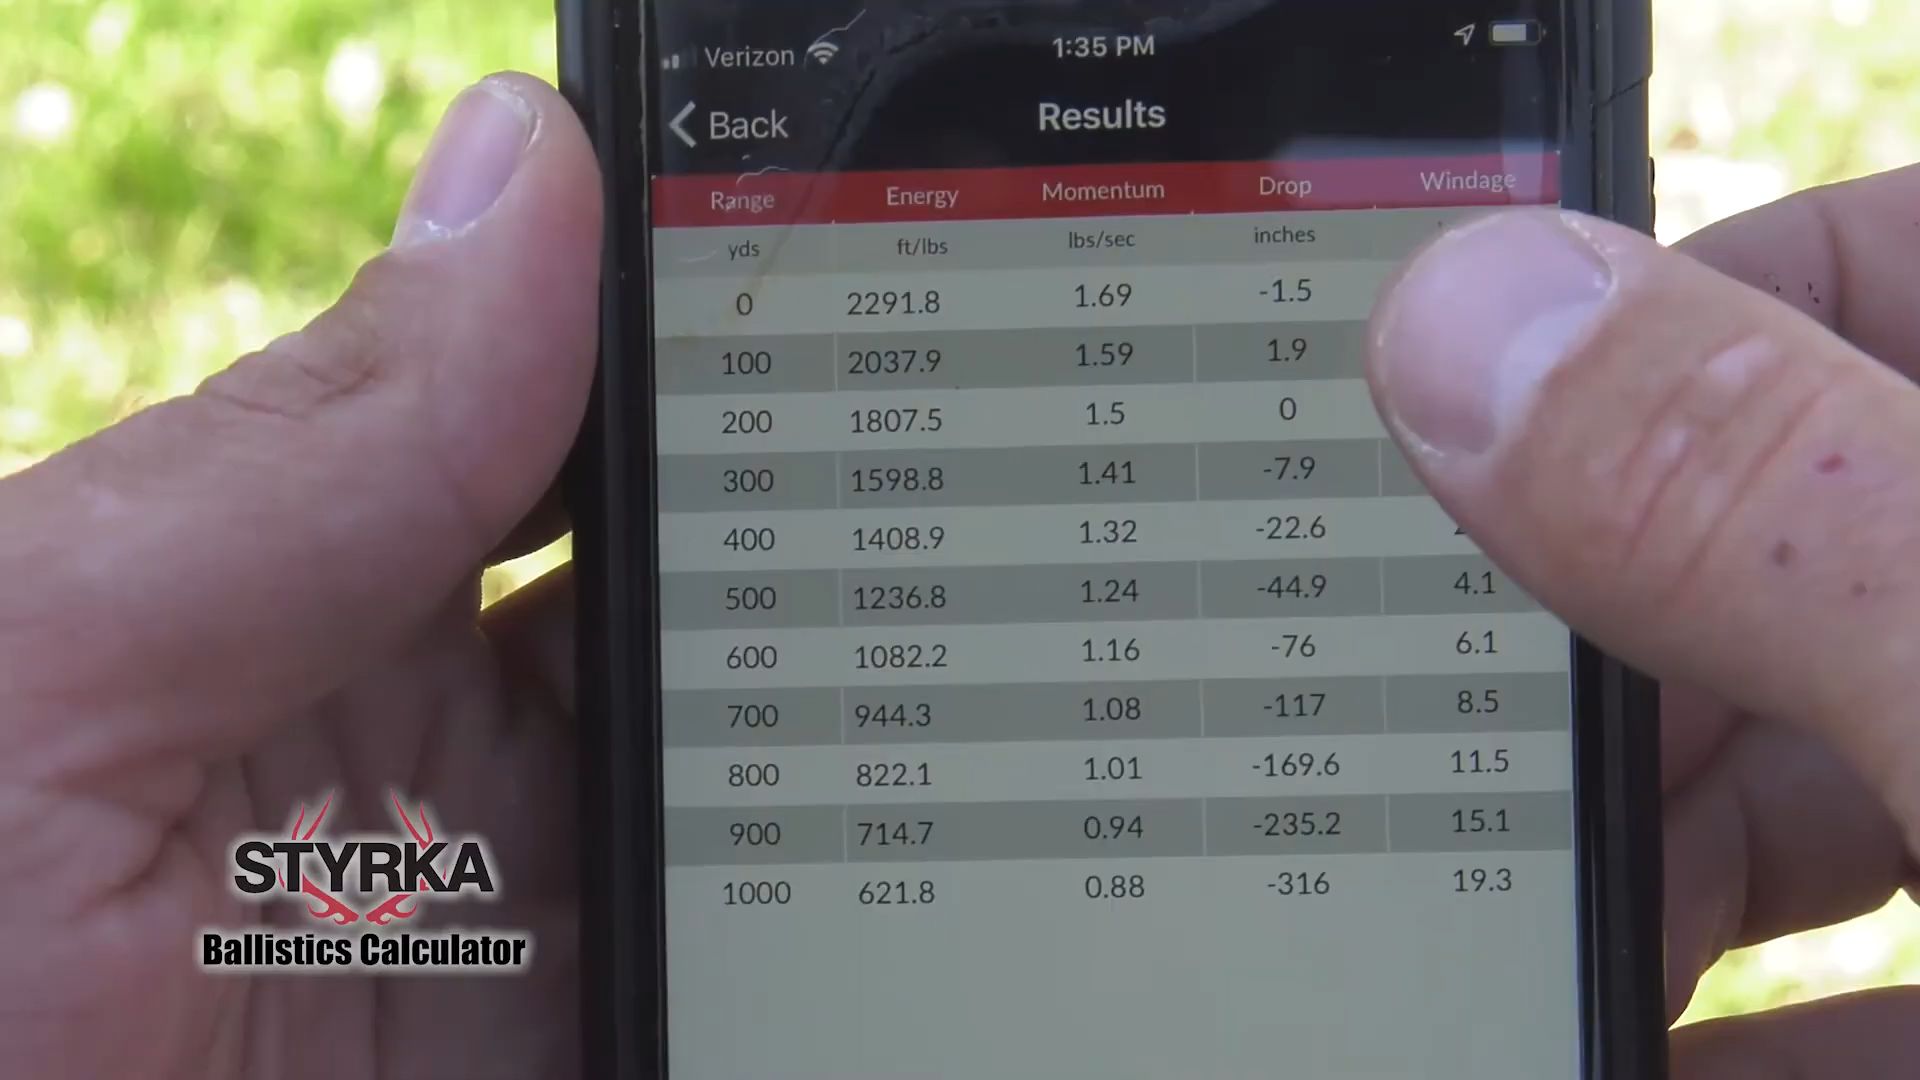 Verizon 1:35 PM
Back Results
Range Energy Momentum Drop Windage
yds ft/lbs lbs/sec inches
0 2291.8 1.69 -1.5
100 2037.9 1.59 1.9
200 1807.5 1.5 0
300 1598.8 1.41 -7.9
400 1408.9 1.32 -22.6
500 1236.8 1.24 -44.9 4.1
600 1082.2 1.16 -76 6.1
700 944.3 1.08 -117 8.5
800 822.1 1.01 -169.6 11.5
900 714.7 0.94 -235.2 15.1
1000 621.8 0.88 -316 19.3
STYRKA
Ballistics Calculator